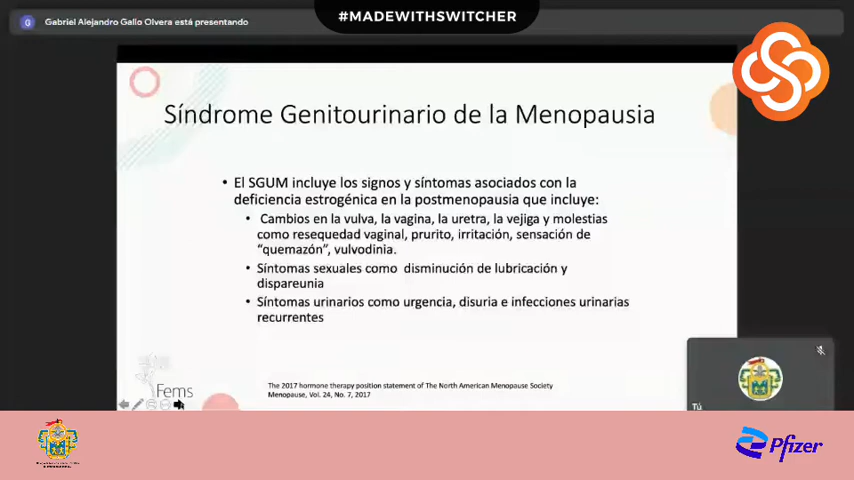 #MADEWITHSWITCHER
G
Gabriel Alejandro Galio Olvera está presentando
Síndrome Genitourinario de la Menopausia
• El SGUM incluye los signos y síntomas asociados con la
deficiencia estrogénica en la postmenopausia que incluye:
• Cambios en la vulva, la vagina, la uretra, la vejiga y molestias
como resequedad vaginal, prurito, irritación, sensación de
“quemazón”, vulvodinia.
• Síntomas sexuales como disminución de lubricación y
dispareunia
• Síntomas urinarios como urgencia, disuria e infecciones urinarias
recurrentes
Fems
The 2017 hormone therapy position statement of The North American Menopause Society
Menopause, Vol. 24, No. 7, 2017
Tú
Pfizer